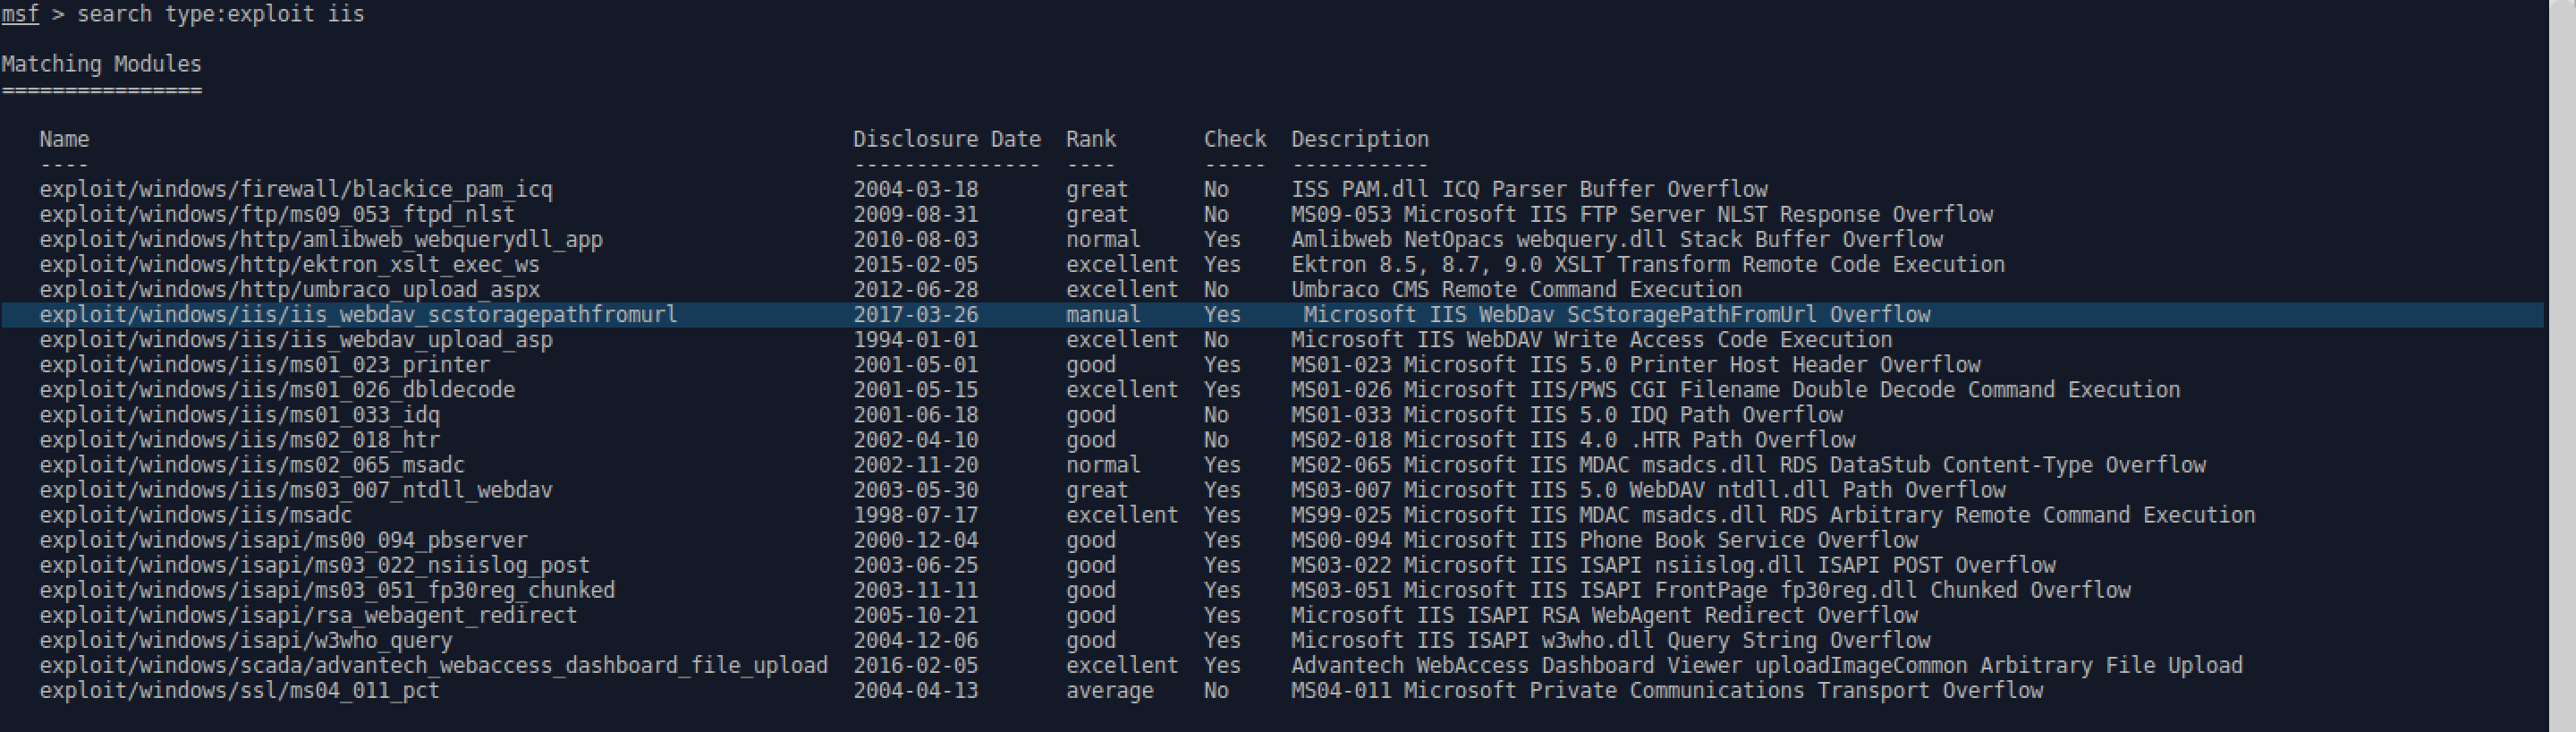 msf > search type:exploit iis
Matching Modules
================
Name Disclosure Date Rank Check Description
---- --------------- ---- ----- -----------
exploit/windows/firewall/blackice_pam_icq 2004-03-18 great No ISS PAM.dll ICQ Parser Buffer Overflow
exploit/windows/ftp/ms09_053_ftpd_nlst 2009-08-31 great No MS09-053 Microsoft IIS FTP Server NLST Response Overflow
exploit/windows/http/amlibweb_webquerydll_app 2010-08-03 normal Yes Amlibweb NetOpacs webquery.dll Stack Buffer Overflow
exploit/windows/http/ektron_xslt_exec_ws 2015-02-05 excellent Yes Ektron 8.5, 8.7, 9.0 XSLT Transform Remote Code Execution
exploit/windows/http/umbraco_upload_aspx 2012-06-28 excellent No Umbraco CMS Remote Command Execution
exploit/windows/iis/iis_webdav_scstoragepathfromurl 2017-03-26 manual Yes Microsoft IIS WebDav ScStoragePathFromUrl Overflow
exploit/windows/iis/iis_webdav_upload_asp 1994-01-01 excellent No Microsoft IIS WebDAV Write Access Code Execution
exploit/windows/iis/ms01_023_printer 2001-05-01 good Yes MS01-023 Microsoft IIS 5.0 Printer Host Header Overflow
exploit/windows/iis/ms01_026_dbldecode 2001-05-15 excellent Yes MS01-026 Microsoft IIS/PWS CGI Filename Double Decode Command Execution
exploit/windows/iis/ms01_033_idq 2001-06-18 good No MS01-033 Microsoft IIS 5.0 IDQ Path Overflow
exploit/windows/iis/ms02_018_htr 2002-04-10 good No MS02-018 Microsoft IIS 4.0 .HTR Path Overflow
exploit/windows/iis/ms02_065_msadc 2002-11-20 normal Yes MS02-065 Microsoft IIS MDAC msadcs.dll RDS DataStub Content-Type Overflow
exploit/windows/iis/ms03_007_ntdll_webdav 2003-05-30 great Yes MS03-007 Microsoft IIS 5.0 WebDAV ntdll.dll Path Overflow
exploit/windows/iis/msadc 1998-07-17 excellent Yes MS99-025 Microsoft IIS MDAC msadcs.dll RDS Arbitrary Remote Command Execution
exploit/windows/isapi/ms00_094_pbserver 2000-12-04 good Yes MS00-094 Microsoft IIS Phone Book Service Overflow
exploit/windows/isapi/ms03_022_nsiislog_post 2003-06-25 good Yes MS03-022 Microsoft IIS ISAPI nsiislog.dll ISAPI POST Overflow
exploit/windows/isapi/ms03_051_fp30reg_chunked 2003-11-11 good Yes MS03-051 Microsoft IIS ISAPI FrontPage fp30reg.dll Chunked Overflow
exploit/windows/isapi/rsa_webagent_redirect 2005-10-21 good Yes Microsoft IIS ISAPI RSA WebAgent Redirect Overflow
exploit/windows/isapi/w3who_query 2004-12-06 good Yes Microsoft IIS ISAPI w3who.dll Query String Overflow
exploit/windows/scada/advantech_webaccess_dashboard_file_upload 2016-02-05 excellent Yes Advantech WebAccess Dashboard Viewer uploadImageCommon Arbitrary File Upload
exploit/windows/ssl/ms04_011_pct 2004-04-13 average No MS04-011 Microsoft Private Communications Transport Overflow